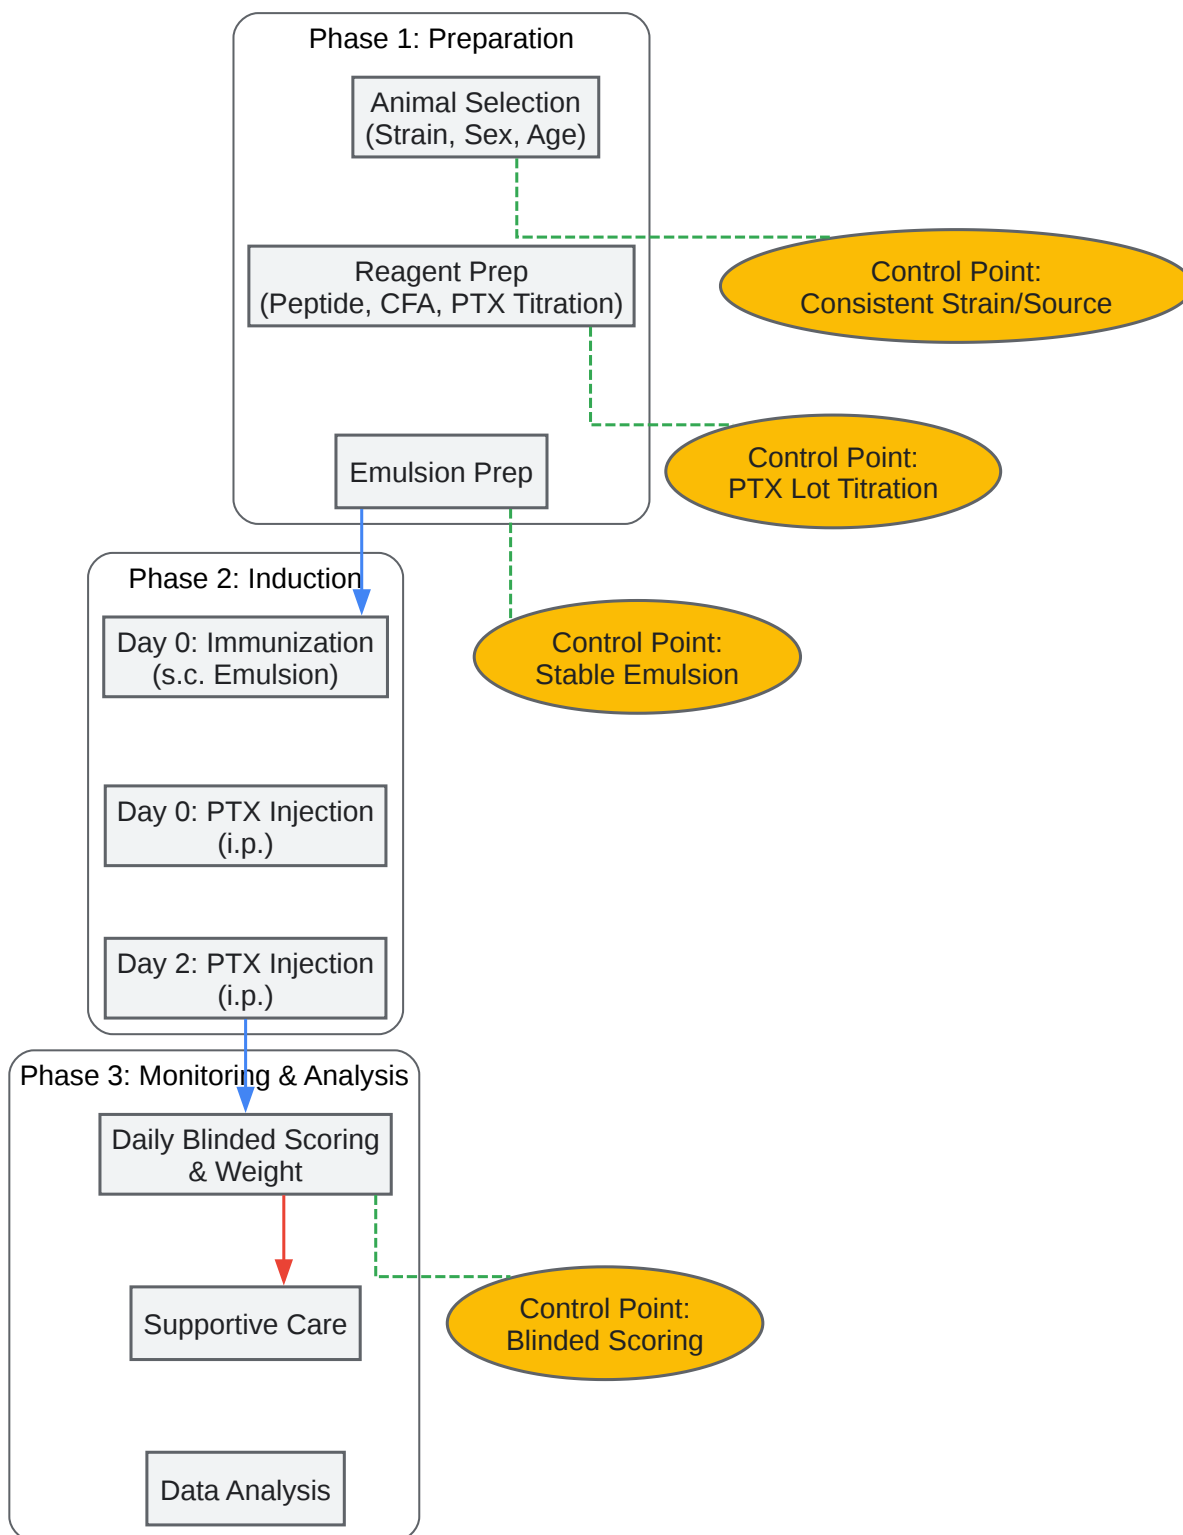 Phase 1: Preparation
Animal Selection
(Strain, Sex, Age)
Reagent Prep
(Peptide, CFA, PTX Titration)
Control Point:
Consistent Strain/Source
Emulsion Prep
Control Point:
PTX Lot Titration
Phase 2: Induction
Day 0: Immunization
(s.c. Emulsion)
Control Point:
Stable Emulsion
Day 0: PTX Injection
(i.p.)
Day 2: PTX Injection
(i.p.)
Phase 3: Monitoring & Analysis
Daily Blinded Scoring
& Weight
Supportive Care
Control Point:
Blinded Scoring
Data Analysis